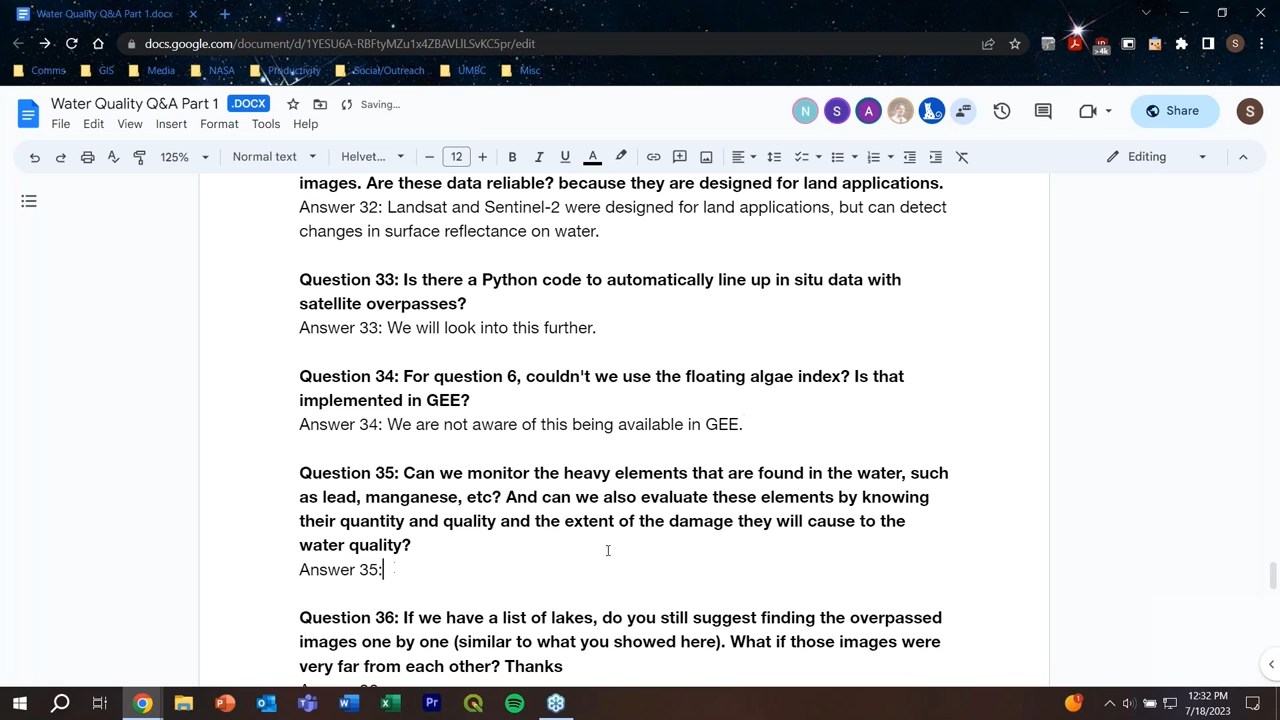 Water Quality Q&A Part 1.docx
docs.google.com/document/d/1YESU6A-RBFtyMZu1x4ZBAVLlLSvKC5pr/edit
>4k
S
Comms GIS Media NASA Productivity Social/Outreach UMBC Misc
Water Quality Q&A Part 1 .DOCX Saving...
N S A Share S
File Edit View Insert Format Tools Help
125% Normal text Helvet... 12 B I U A Editing
images. Are these data reliable? because they are designed for land applications.
Answer 32: Landsat and Sentinel-2 were designed for land applications, but can detect
changes in surface reflectance on water.
Question 33: Is there a Python code to automatically line up in situ data with
satellite overpasses?
Answer 33: We will look into this further.
Question 34: For question 6, couldn't we use the floating algae index? Is that
implemented in GEE?
Answer 34: We are not aware of this being available in GEE.
Question 35: Can we monitor the heavy elements that are found in the water, such
as lead, manganese, etc? And can we also evaluate these elements by knowing
their quantity and quality and the extent of the damage they will cause to the
water quality?
Answer 35:
Question 36: If we have a list of lakes, do you still suggest finding the overpassed
images one by one (similar to what you showed here). What if those images were
very far from each other? Thanks
12:32 PM
7/18/2023